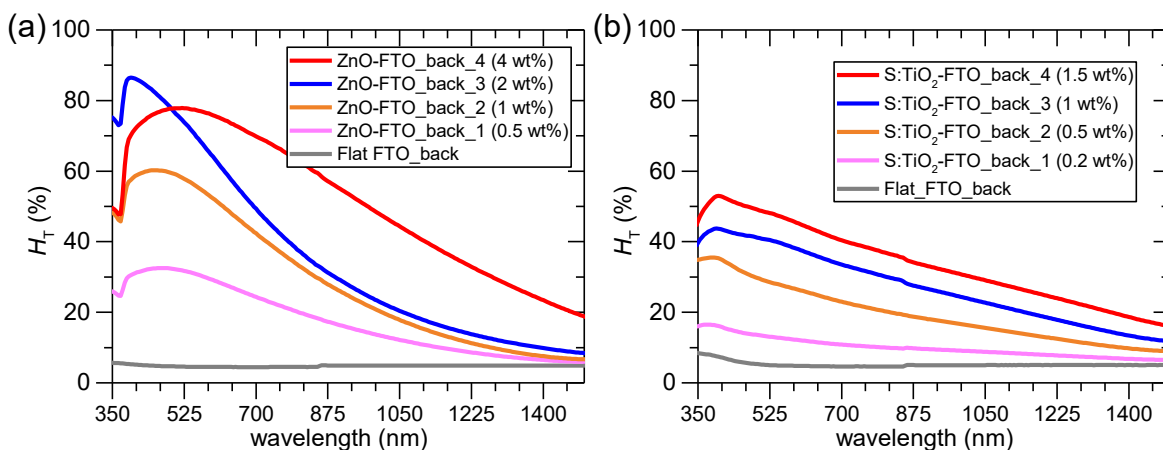 (a)
100
80
60
40
20
0
H_T (%)
ZnO-FTO_back_4 (4 wt%)
ZnO-FTO_back_3 (2 wt%)
ZnO-FTO_back_2 (1 wt%)
ZnO-FTO_back_1 (0.5 wt%)
Flat FTO_back
350 525 700 875 1050 1225 1400
wavelength (nm)
(b)
100
80
60
40
20
0
H_T (%)
S:TiO₂-FTO_back_4 (1.5 wt%)
S:TiO₂-FTO_back_3 (1 wt%)
S:TiO₂-FTO_back_2 (0.5 wt%)
S:TiO₂-FTO_back_1 (0.2 wt%)
Flat_FTO_back
350 525 700 875 1050 1225 1400
wavelength (nm)